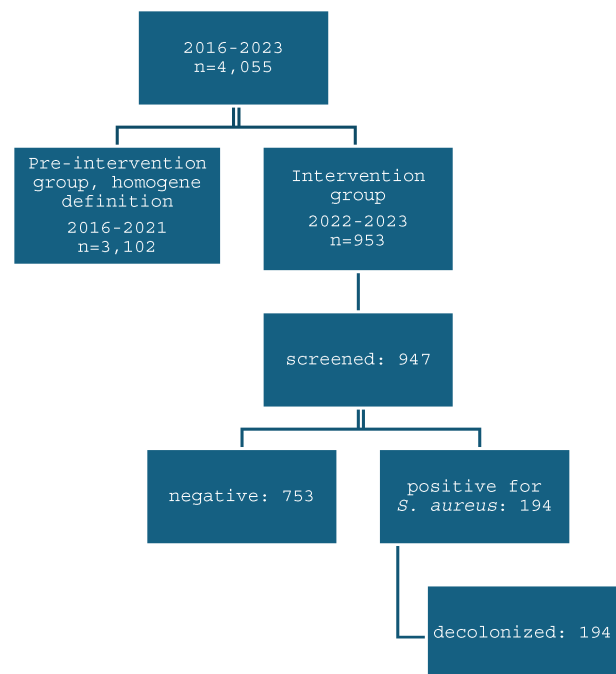 2016-2023
n=4,055
Pre-intervention
group, homogene
definition
2016-2021
n=3,102
Intervention
group
2022-2023
n=953
screened: 947
negative: 753
positive for
S. aureus: 194
decolonized: 194